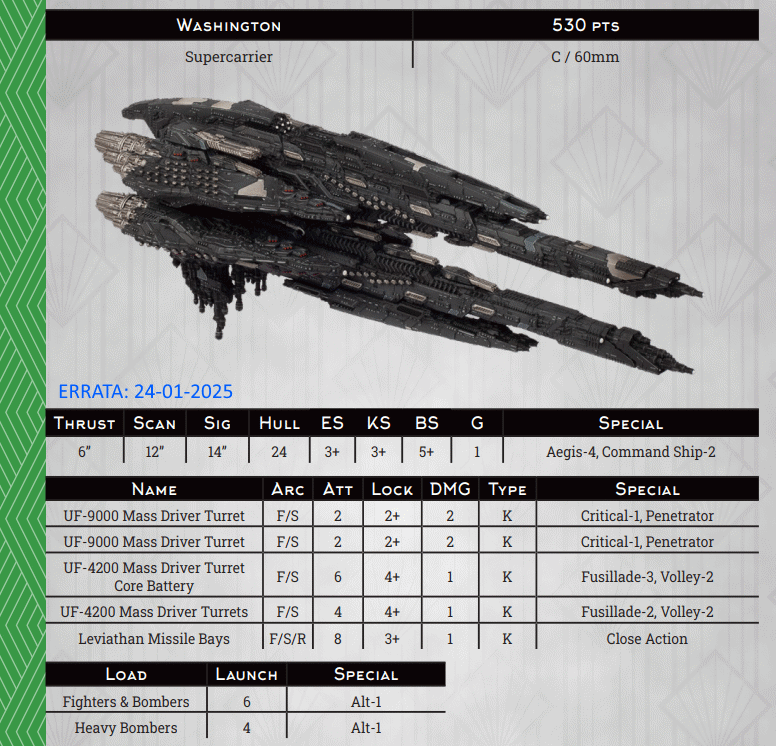 Washington 530 pts
Supercarrier C / 60mm
ERRATA: 24-01-2025
Thrust Scan Sig Hull ES KS BS G Special
6” 12” 14” 24 3+ 3+ 5+ 1 Aegis-4, Command Ship-2
Name Arc Att Lock DMG Type Special
UF-9000 Mass Driver Turret F/S 2 2+ 2 K Critical-1, Penetrator
UF-9000 Mass Driver Turret F/S 2 2+ 2 K Critical-1, Penetrator
UF-4200 Mass Driver Turret
Core Battery F/S 6 4+ 1 K Fusillade-3, Volley-2
UF-4200 Mass Driver Turrets F/S 4 4+ 1 K Fusillade-2, Volley-2
Leviathan Missile Bays F/S/R 8 3+ 1 K Close Action
Load Launch Special
Fighters & Bombers 6 Alt-1
Heavy Bombers 4 Alt-1